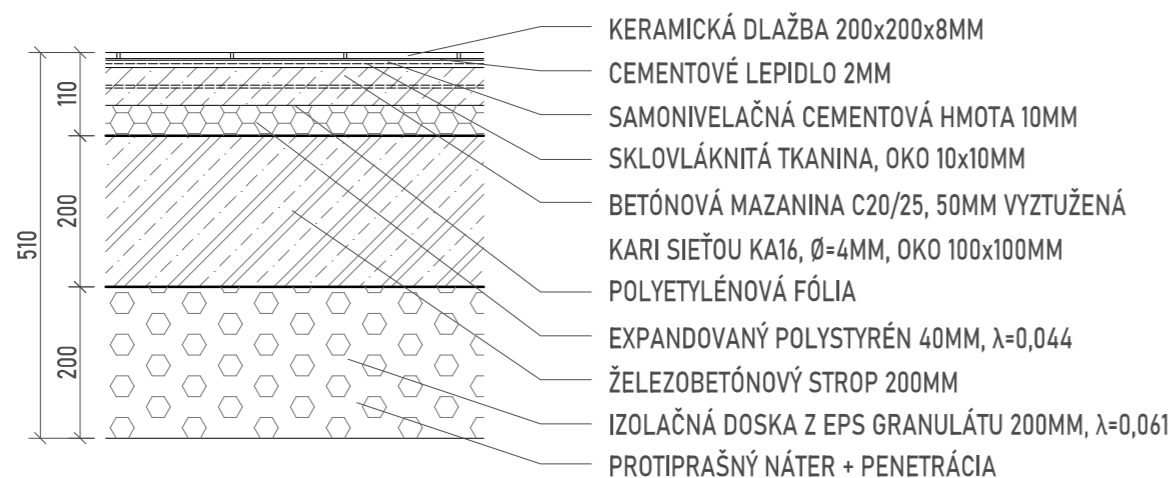 KERAMICKÁ DLAŽBA 200x200x8MM
CEMENTOVÉ LEPIDLO 2MM
SAMONIVELAČNÁ CEMENTOVÁ HMOTA 10MM
SKLOVLÁKNITÁ TKANINA, OKO 10x10MM
BETÓNOVÁ MAZANINA C20/25, 50MM VYZTUŽENÁ
KARI SIEŤOU KA16, Ø=4MM, OKO 100x100MM
POLYETYLÉNOVÁ FÓLIA
EXPANDOVANÝ POLYSTYRÉN 40MM, λ=0,044
ŽELEZOBETÓNOVÝ STROP 200MM
IZOLAČNÁ DOSKA Z EPS GRANULÁTU 200MM, λ=0,061
PROTIPRAŠNÝ NÁTER + PENETRÁCIA
510
110
200
200